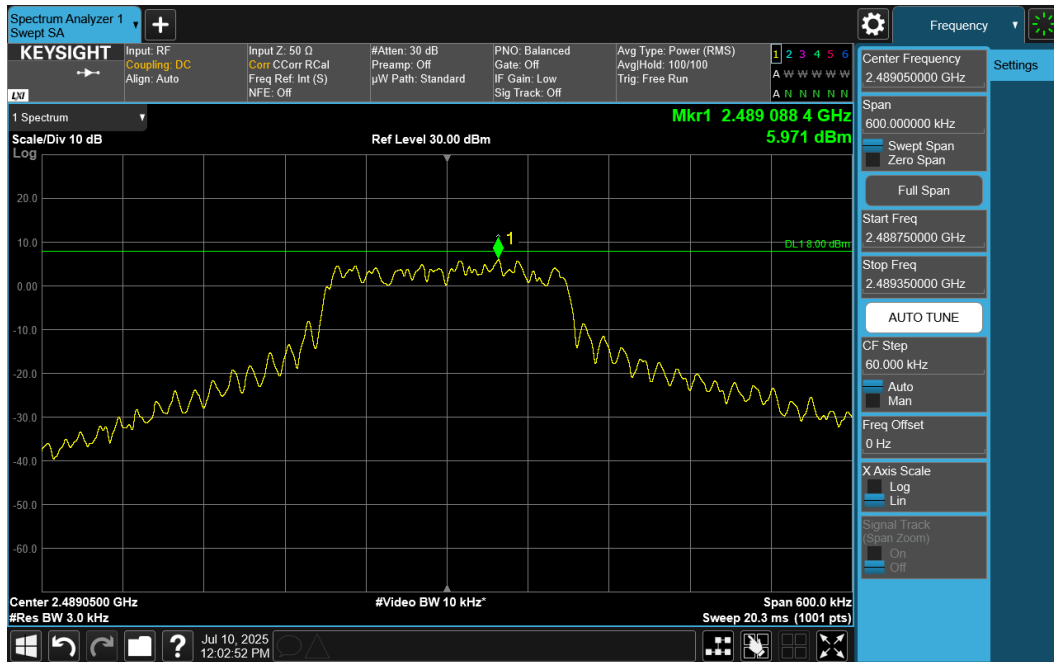 Spectrum Analyzer 1
Swept SA
Frequency
KEYSIGHT
LXI
Input: RF
Coupling: DC
Align: Auto
Input Z: 50 Ω
Corr CCorr RCal
Freq Ref: Int (S)
NFE: Off
#Atten: 30 dB
Preamp: Off
µW Path: Standard
PNO: Balanced
Gate: Off
IF Gain: Low
Sig Track: Off
Avg Type: Power (RMS)
Avg|Hold: 100/100
Trig: Free Run
1 2 3 4 5 6
A W W W W W
A N N N N N
1 Spectrum
Scale/Div 10 dB
Ref Level 30.00 dBm
Mkr1 2.489 088 4 GHz
5.971 dBm
Log
20.0
10.0
0.00
-10.0
-20.0
-30.0
-40.0
-50.0
-60.0
1
DL1 8.00 dBm
Center 2.4890500 GHz
#Res BW 3.0 kHz
#Video BW 10 kHz*
Span 600.0 kHz
Sweep 20.3 ms (1001 pts)
?
Jul 10, 2025
12:02:52 PM
Center Frequency
2.489050000 GHz
Settings
Span
600.000000 kHz
Swept Span
Zero Span
Full Span
Start Freq
2.488750000 GHz
Stop Freq
2.489350000 GHz
AUTO TUNE
CF Step
60.000 kHz
Auto
Man
Freq Offset
0 Hz
X Axis Scale
Log
Lin
Signal Track
(Span Zoom)
On
Off